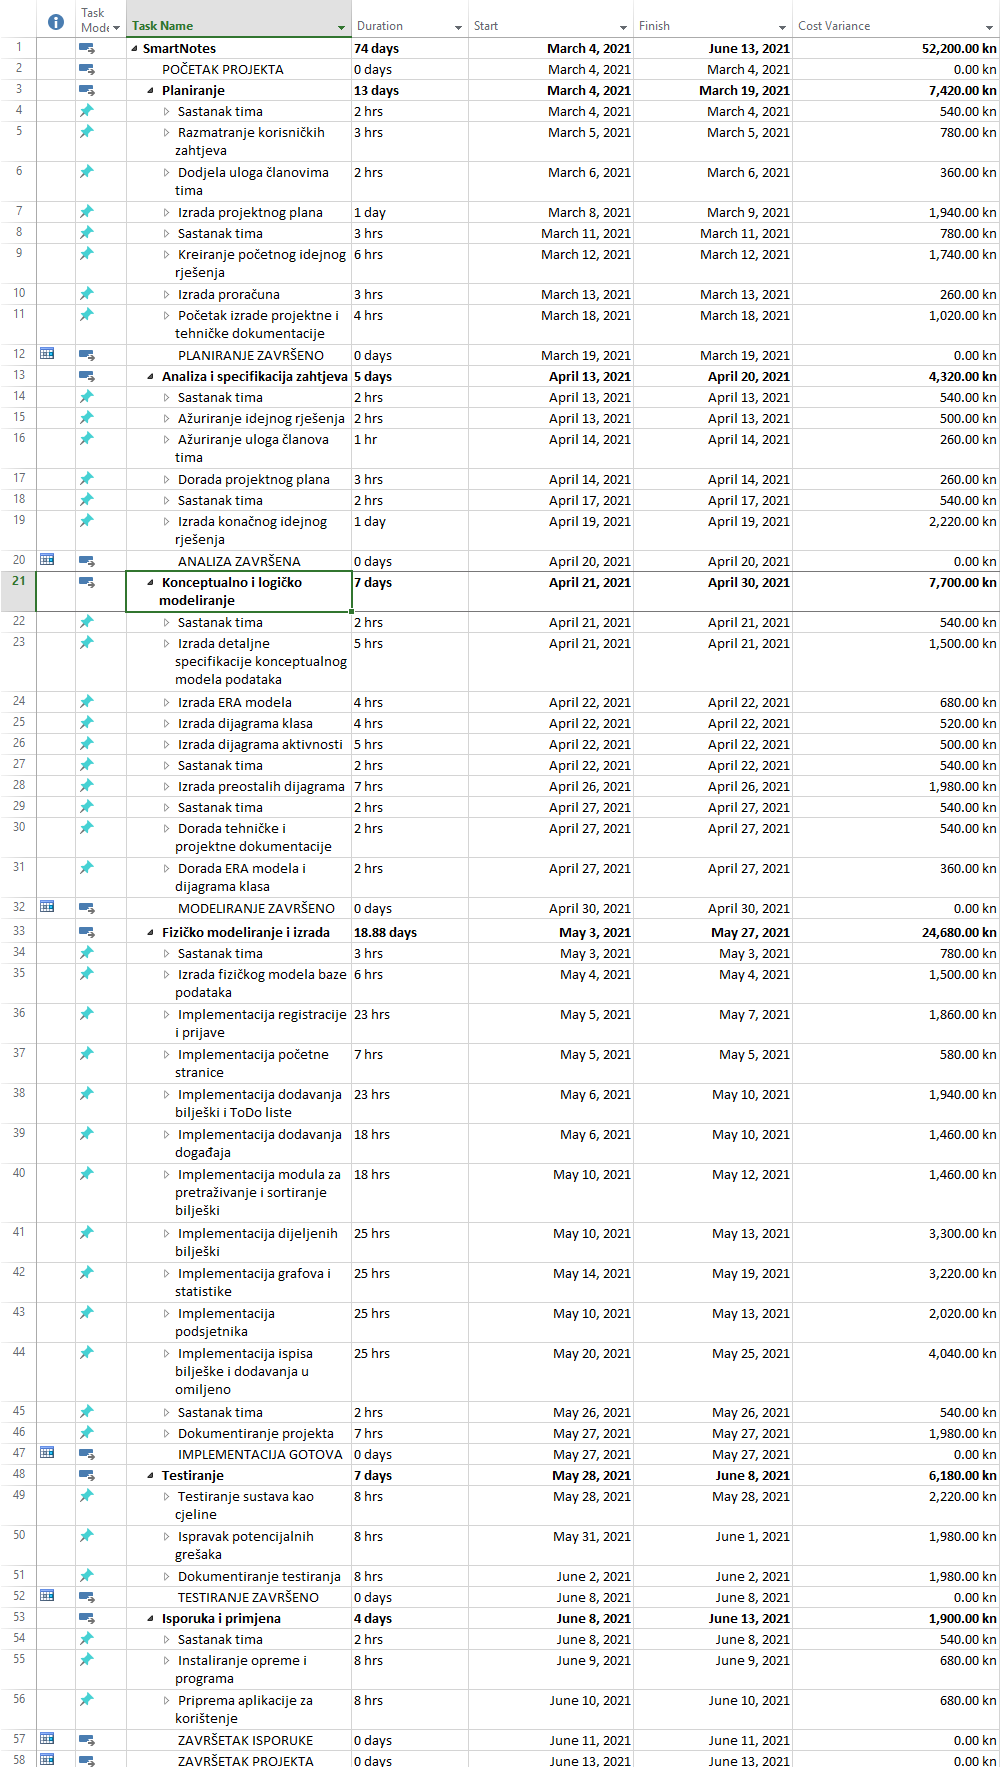 Task Mode Task Name Duration Start Finish Cost Variance
1 SmartNotes 74 days March 4, 2021 June 13, 2021 52,200.00 kn
2 POČETAK PROJEKTA 0 days March 4, 2021 March 4, 2021 0.00 kn
3 Planiranje 13 days March 4, 2021 March 19, 2021 7,420.00 kn
4 Sastanak tima 2 hrs March 4, 2021 March 4, 2021 540.00 kn
5 Razmatranje korisničkih 3 hrs March 5, 2021 March 5, 2021 780.00 kn
zahtjeva
6 Dodjela uloga članovima 2 hrs March 6, 2021 March 6, 2021 360.00 kn
tima
7 Izrada projektnog plana 1 day March 8, 2021 March 9, 2021 1,940.00 kn
8 Sastanak tima 3 hrs March 11, 2021 March 11, 2021 780.00 kn
9 Kreiranje početnog idejnog 6 hrs March 12, 2021 March 12, 2021 1,740.00 kn
rješenja
10 Izrada proračuna 3 hrs March 13, 2021 March 13, 2021 260.00 kn
11 Početak izrade projektne i 4 hrs March 18, 2021 March 18, 2021 1,020.00 kn
tehničke dokumentacije
12 PLANIRANJE ZAVRŠENO 0 days March 19, 2021 March 19, 2021 0.00 kn
13 Analiza i specifikacija zahtjeva 5 days April 13, 2021 April 20, 2021 4,320.00 kn
14 Sastanak tima 2 hrs April 13, 2021 April 13, 2021 540.00 kn
15 Ažuriranje idejnog rješenja 2 hrs April 13, 2021 April 13, 2021 500.00 kn
16 Ažuriranje uloga članova 1 hr April 14, 2021 April 14, 2021 260.00 kn
tima
17 Dorada projektnog plana 3 hrs April 14, 2021 April 14, 2021 260.00 kn
18 Sastanak tima 2 hrs April 17, 2021 April 17, 2021 540.00 kn
19 Izrada konačnog idejnog 1 day April 19, 2021 April 19, 2021 2,220.00 kn
rješenja
20 ANALIZA ZAVRŠENA 0 days April 20, 2021 April 20, 2021 0.00 kn
21 Konceptualno i logičko 7 days April 21, 2021 April 30, 2021 7,700.00 kn
modeliranje
22 Sastanak tima 2 hrs April 21, 2021 April 21, 2021 540.00 kn
23 Izrada detaljne 5 hrs April 21, 2021 April 21, 2021 1,500.00 kn
specifikacije konceptualnog
modela podataka
24 Izrada ERA modela 4 hrs April 22, 2021 April 22, 2021 680.00 kn
25 Izrada dijagrama klasa 4 hrs April 22, 2021 April 22, 2021 520.00 kn
26 Izrada dijagrama aktivnosti 5 hrs April 22, 2021 April 22, 2021 500.00 kn
27 Sastanak tima 2 hrs April 22, 2021 April 22, 2021 540.00 kn
28 Izrada preostalih dijagrama 7 hrs April 26, 2021 April 26, 2021 1,980.00 kn
29 Sastanak tima 2 hrs April 27, 2021 April 27, 2021 540.00 kn
30 Dorada tehničke i 2 hrs April 27, 2021 April 27, 2021 540.00 kn
projektne dokumentacije
31 Dorada ERA modela i 2 hrs April 27, 2021 April 27, 2021 360.00 kn
dijagrama klasa
32 MODELIRANJE ZAVRŠENO 0 days April 30, 2021 April 30, 2021 0.00 kn
33 Fizičko modeliranje i izrada 18.88 days May 3, 2021 May 27, 2021 24,680.00 kn
34 Sastanak tima 3 hrs May 3, 2021 May 3, 2021 780.00 kn
35 Izrada fizičkog modela baze 6 hrs May 4, 2021 May 4, 2021 1,500.00 kn
podataka
36 Implementacija registracije 23 hrs May 5, 2021 May 7, 2021 1,860.00 kn
i prijave
37 Implementacija početne 7 hrs May 5, 2021 May 5, 2021 580.00 kn
stranice
38 Implementacija dodavanja 23 hrs May 6, 2021 May 10, 2021 1,940.00 kn
bilješki i ToDo liste
39 Implementacija dodavanja 18 hrs May 6, 2021 May 10, 2021 1,460.00 kn
događaja
40 Implementacija modula za 18 hrs May 10, 2021 May 12, 2021 1,460.00 kn
pretraživanje i sortiranje
bilješki
41 Implementacija dijeljenih 25 hrs May 10, 2021 May 13, 2021 3,300.00 kn
bilješki
42 Implementacija grafova i 25 hrs May 14, 2021 May 19, 2021 3,220.00 kn
statistike
43 Implementacija 25 hrs May 10, 2021 May 13, 2021 2,020.00 kn
podsjetnika
44 Implementacija ispisa 25 hrs May 20, 2021 May 25, 2021 4,040.00 kn
bilješke i dodavanja u
omiljeno
45 Sastanak tima 2 hrs May 26, 2021 May 26, 2021 540.00 kn
46 Dokumentiranje projekta 7 hrs May 27, 2021 May 27, 2021 1,980.00 kn
47 IMPLEMENTACIJA GOTOVA 0 days May 27, 2021 May 27, 2021 0.00 kn
48 Testiranje 7 days May 28, 2021 June 8, 2021 6,180.00 kn
49 Testiranje sustava kao 8 hrs May 28, 2021 May 28, 2021 2,220.00 kn
cjeline
50 Ispravak potencijalnih 8 hrs May 31, 2021 June 1, 2021 1,980.00 kn
grešaka
51 Dokumentiranje testiranja 8 hrs June 2, 2021 June 2, 2021 1,980.00 kn
52 TESTIRANJE ZAVRŠENO 0 days June 8, 2021 June 8, 2021 0.00 kn
53 Isporuka i primjena 4 days June 8, 2021 June 13, 2021 1,900.00 kn
54 Sastanak tima 2 hrs June 8, 2021 June 8, 2021 540.00 kn
55 Instaliranje opreme i 8 hrs June 9, 2021 June 9, 2021 680.00 kn
programa
56 Priprema aplikacije za 8 hrs June 10, 2021 June 10, 2021 680.00 kn
korištenje
57 ZAVRŠETAK ISPORUKE 0 days June 11, 2021 June 11, 2021 0.00 kn
58 ZAVRŠETAK PROJEKTA 0 days June 13, 2021 June 13, 2021 0.00 kn